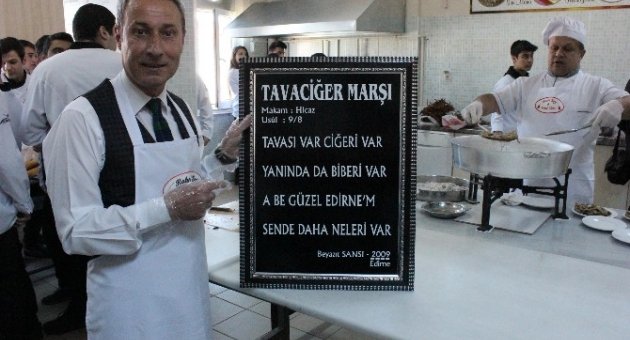 TAVACİĞER MARŞI
Makam : Hicaz
Usül : 9/8
TAVASI VAR CİĞERİ VAR
YANINDA DA BİBERİ VAR
A BE GÜZEL EDİRNE'M
SENDE DAHA NELERİ VAR
Beyazıt SANSI - 2009
Edirne